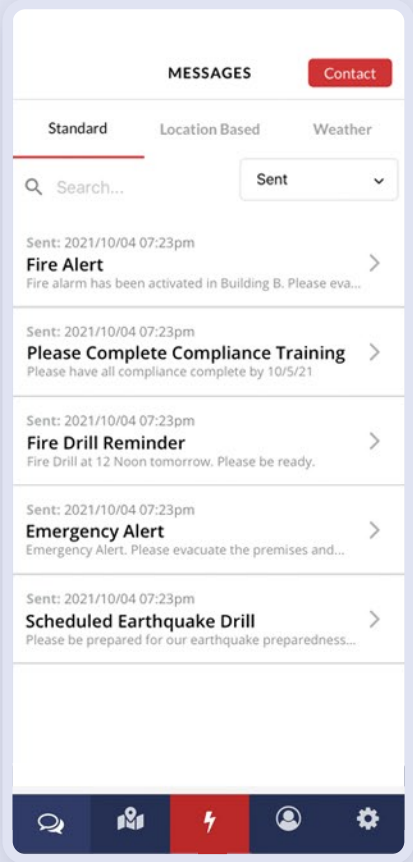 MESSAGES
Contact
Standard
Location Based
Weather
Search...
Sent
Sent: 2021/10/04 07:23pm
Fire Alert
Fire alarm has been activated in Building B. Please eva...
Sent: 2021/10/04 07:23pm
Please Complete Compliance Training
Please have all compliance complete by 10/5/21
Sent: 2021/10/04 07:23pm
Fire Drill Reminder
Fire Drill at 12 Noon tomorrow. Please be ready.
Sent: 2021/10/04 07:23pm
Emergency Alert
Emergency Alert. Please evacuate the premises and...
Sent: 2021/10/04 07:23pm
Scheduled Earthquake Drill
Please be prepared for our earthquake preparedness...